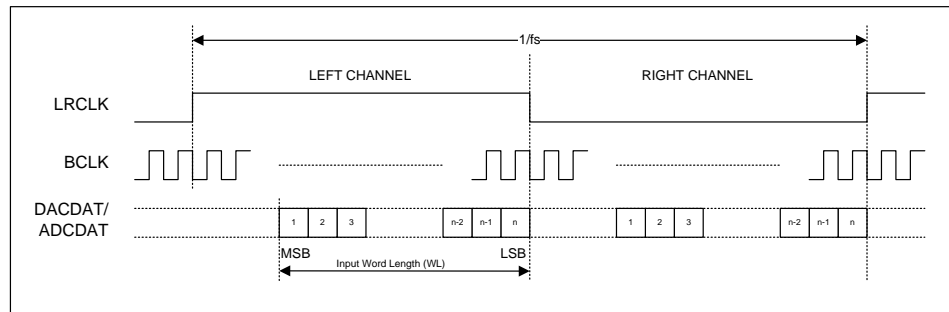 1/fs
LEFT CHANNEL RIGHT CHANNEL
LRCLK
BCLK
DACDAT/
ADCDAT
1 2 3 n-2 n-1 n 1 2 3 n-2 n-1 n
MSB LSB
Input Word Length (WL)